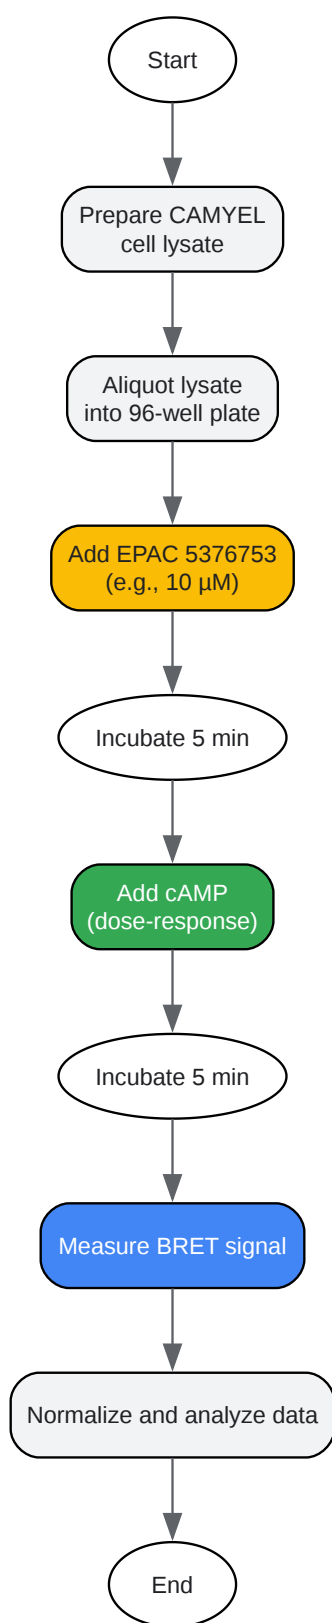 Start
Prepare CAMYEL
cell lysate
Aliquot lysate
into 96-well plate
Add EPAC 5376753
(e.g., 10 µM)
Incubate 5 min
Add cAMP
(dose-response)
Incubate 5 min
Measure BRET signal
Normalize and analyze data
End